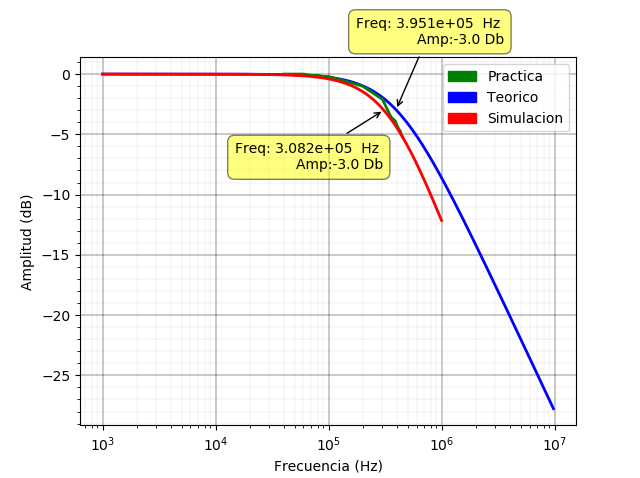 Freq: 3.951e+05  Hz
Amp:-3.0 Db
Practica
Teorico
Simulacion
Freq: 3.082e+05  Hz
Amp:-3.0 Db
0
−5
−10
−15
−20
−25
Amplitud (dB)
10³
10⁴
10⁵
10⁶
10⁷
Frecuencia (Hz)